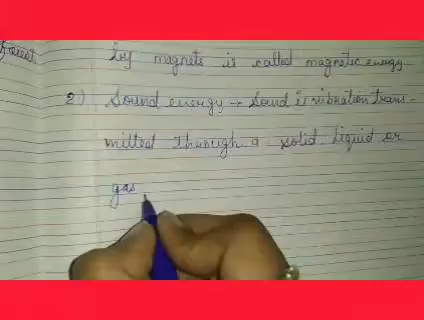 by magnets is called magnetic energy
2) Sound energy → Sound is vibration trans-
mitted through a solid liquid or
gas